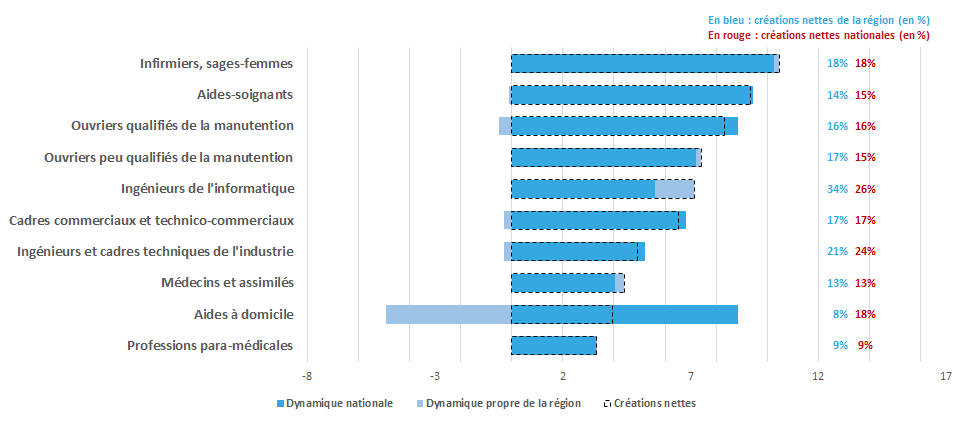 En bleu : créations nettes de la région (en %)
En rouge : créations nettes nationales (en %)
Infirmiers, sages-femmes 18% 18%
Aides-soignants 14% 15%
Ouvriers qualifiés de la manutention 16% 16%
Ouvriers peu qualifiés de la manutention 17% 15%
Ingénieurs de l'informatique 34% 26%
Cadres commerciaux et technico-commerciaux 17% 17%
Ingénieurs et cadres techniques de l'industrie 21% 24%
Médecins et assimilés 13% 13%
Aides à domicile 8% 18%
Professions para-médicales 9% 9%
-8 -3 2 7 12 17
Dynamique nationale Dynamique propre de la région Créations nettes